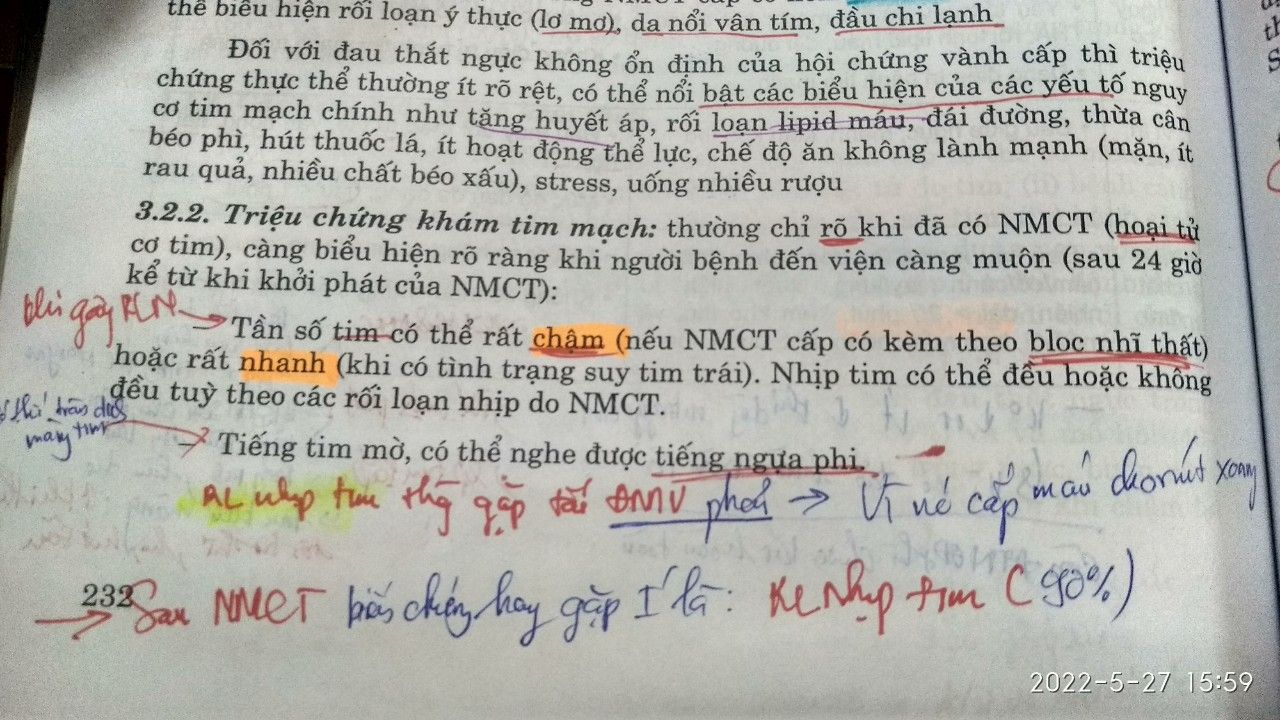 thể biểu hiện rối loạn ý thực (lơ mơ), da nổi vân tím, đầu chi lạnh
Đối với đau thắt ngực không ổn định của hội chứng vành cấp thì triệu
chứng thực thể thường ít rõ rệt, có thể nổi bật các biểu hiện của các yếu tố nguy
cơ tim mạch chính như tăng huyết áp, rối loạn lipid máu, đái đường, thừa cân
béo phì, hút thuốc lá, ít hoạt động thể lực, chế độ ăn không lành mạnh (mặn, ít
rau quả, nhiều chất béo xấu), stress, uống nhiều rượu
3.2.2. Triệu chứng khám tim mạch: thường chỉ rõ khi đã có NMCT (hoại tử
cơ tim), càng biểu hiện rõ ràng khi người bệnh đến viện càng muộn (sau 24 giờ
kể từ khi khởi phát của NMCT):
khi gây RLN
– Tần số tim có thể rất chậm (nếu NMCT cấp có kèm theo bloc nhĩ thất)
hoặc rất nhanh (khi có tình trạng suy tim trái). Nhịp tim có thể đều hoặc không
đều tuỳ theo các rối loạn nhịp do NMCT.
tràn dịch
màng tim
– Tiếng tim mờ, có thể nghe được tiếng ngựa phi.
RL nhịp tim thg gặp tái ĐMV phải → Vì nó cấp máu cho nút xoang
232
→ Sau NMCT biến chứng hay gặp I' là: RL Nhịp tim (90%)
2022-5-27 15:59